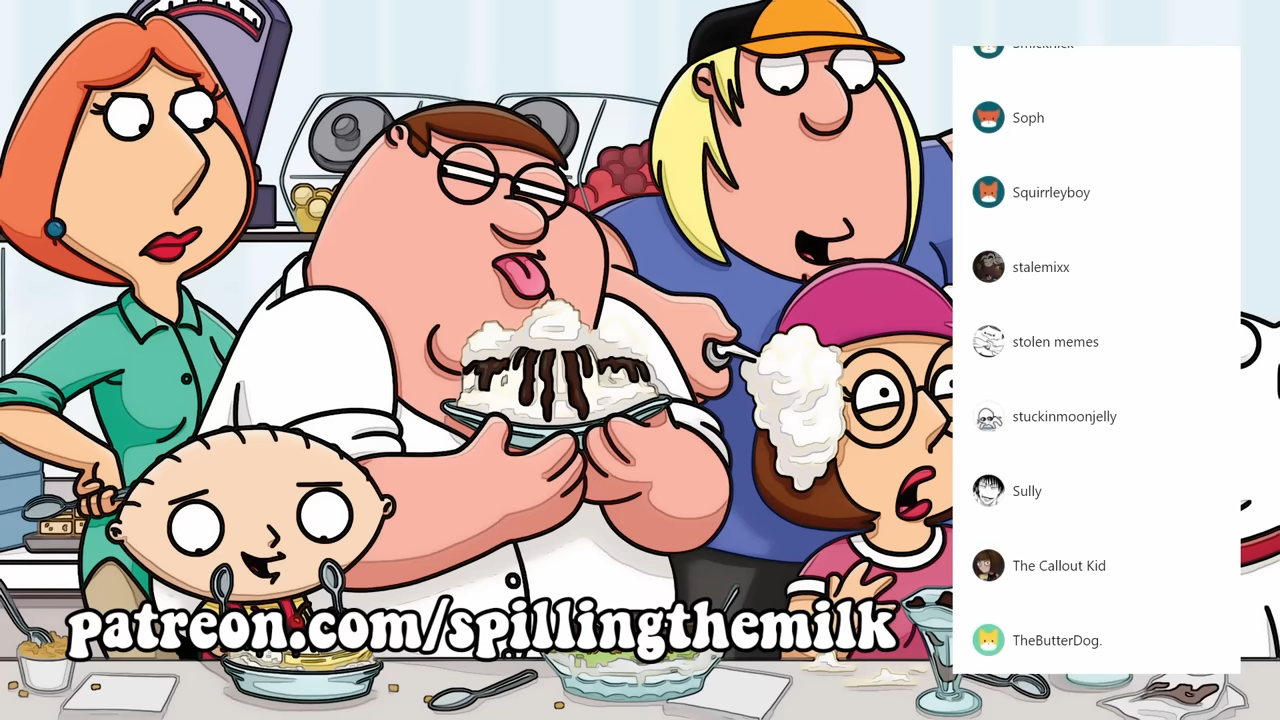 Soph
Squirrleyboy
stalemixx
stolen memes
stuckinmoonjelly
Sully
The Callout Kid
TheButterDog.
patreon.com/spillingthemilk